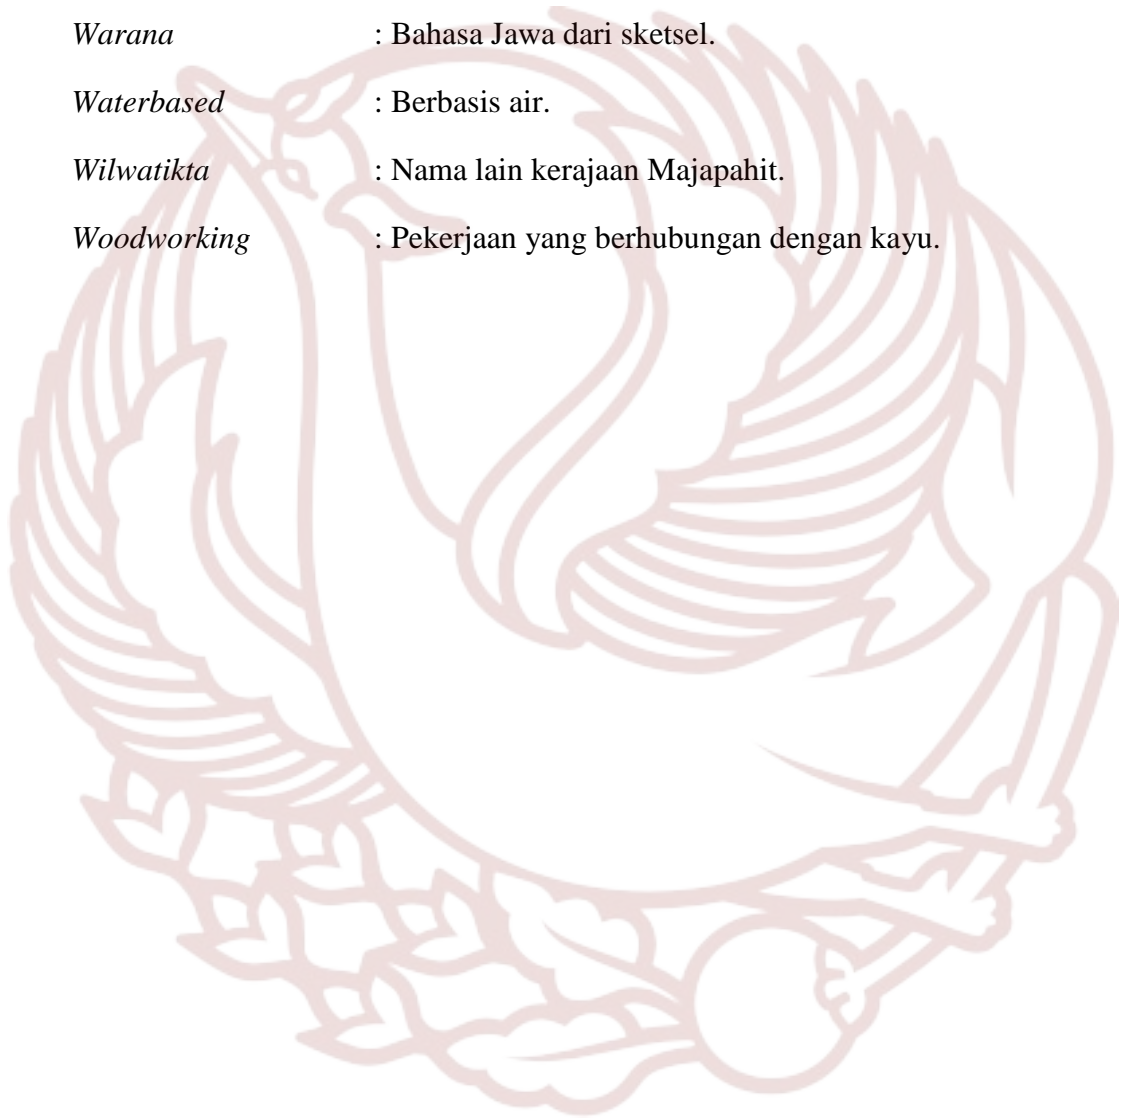 Warana : Bahasa Jawa dari sketsel.
Waterbased : Berbasis air.
Wilwatikta : Nama lain kerajaan Majapahit.
Woodworking : Pekerjaan yang berhubungan dengan kayu.